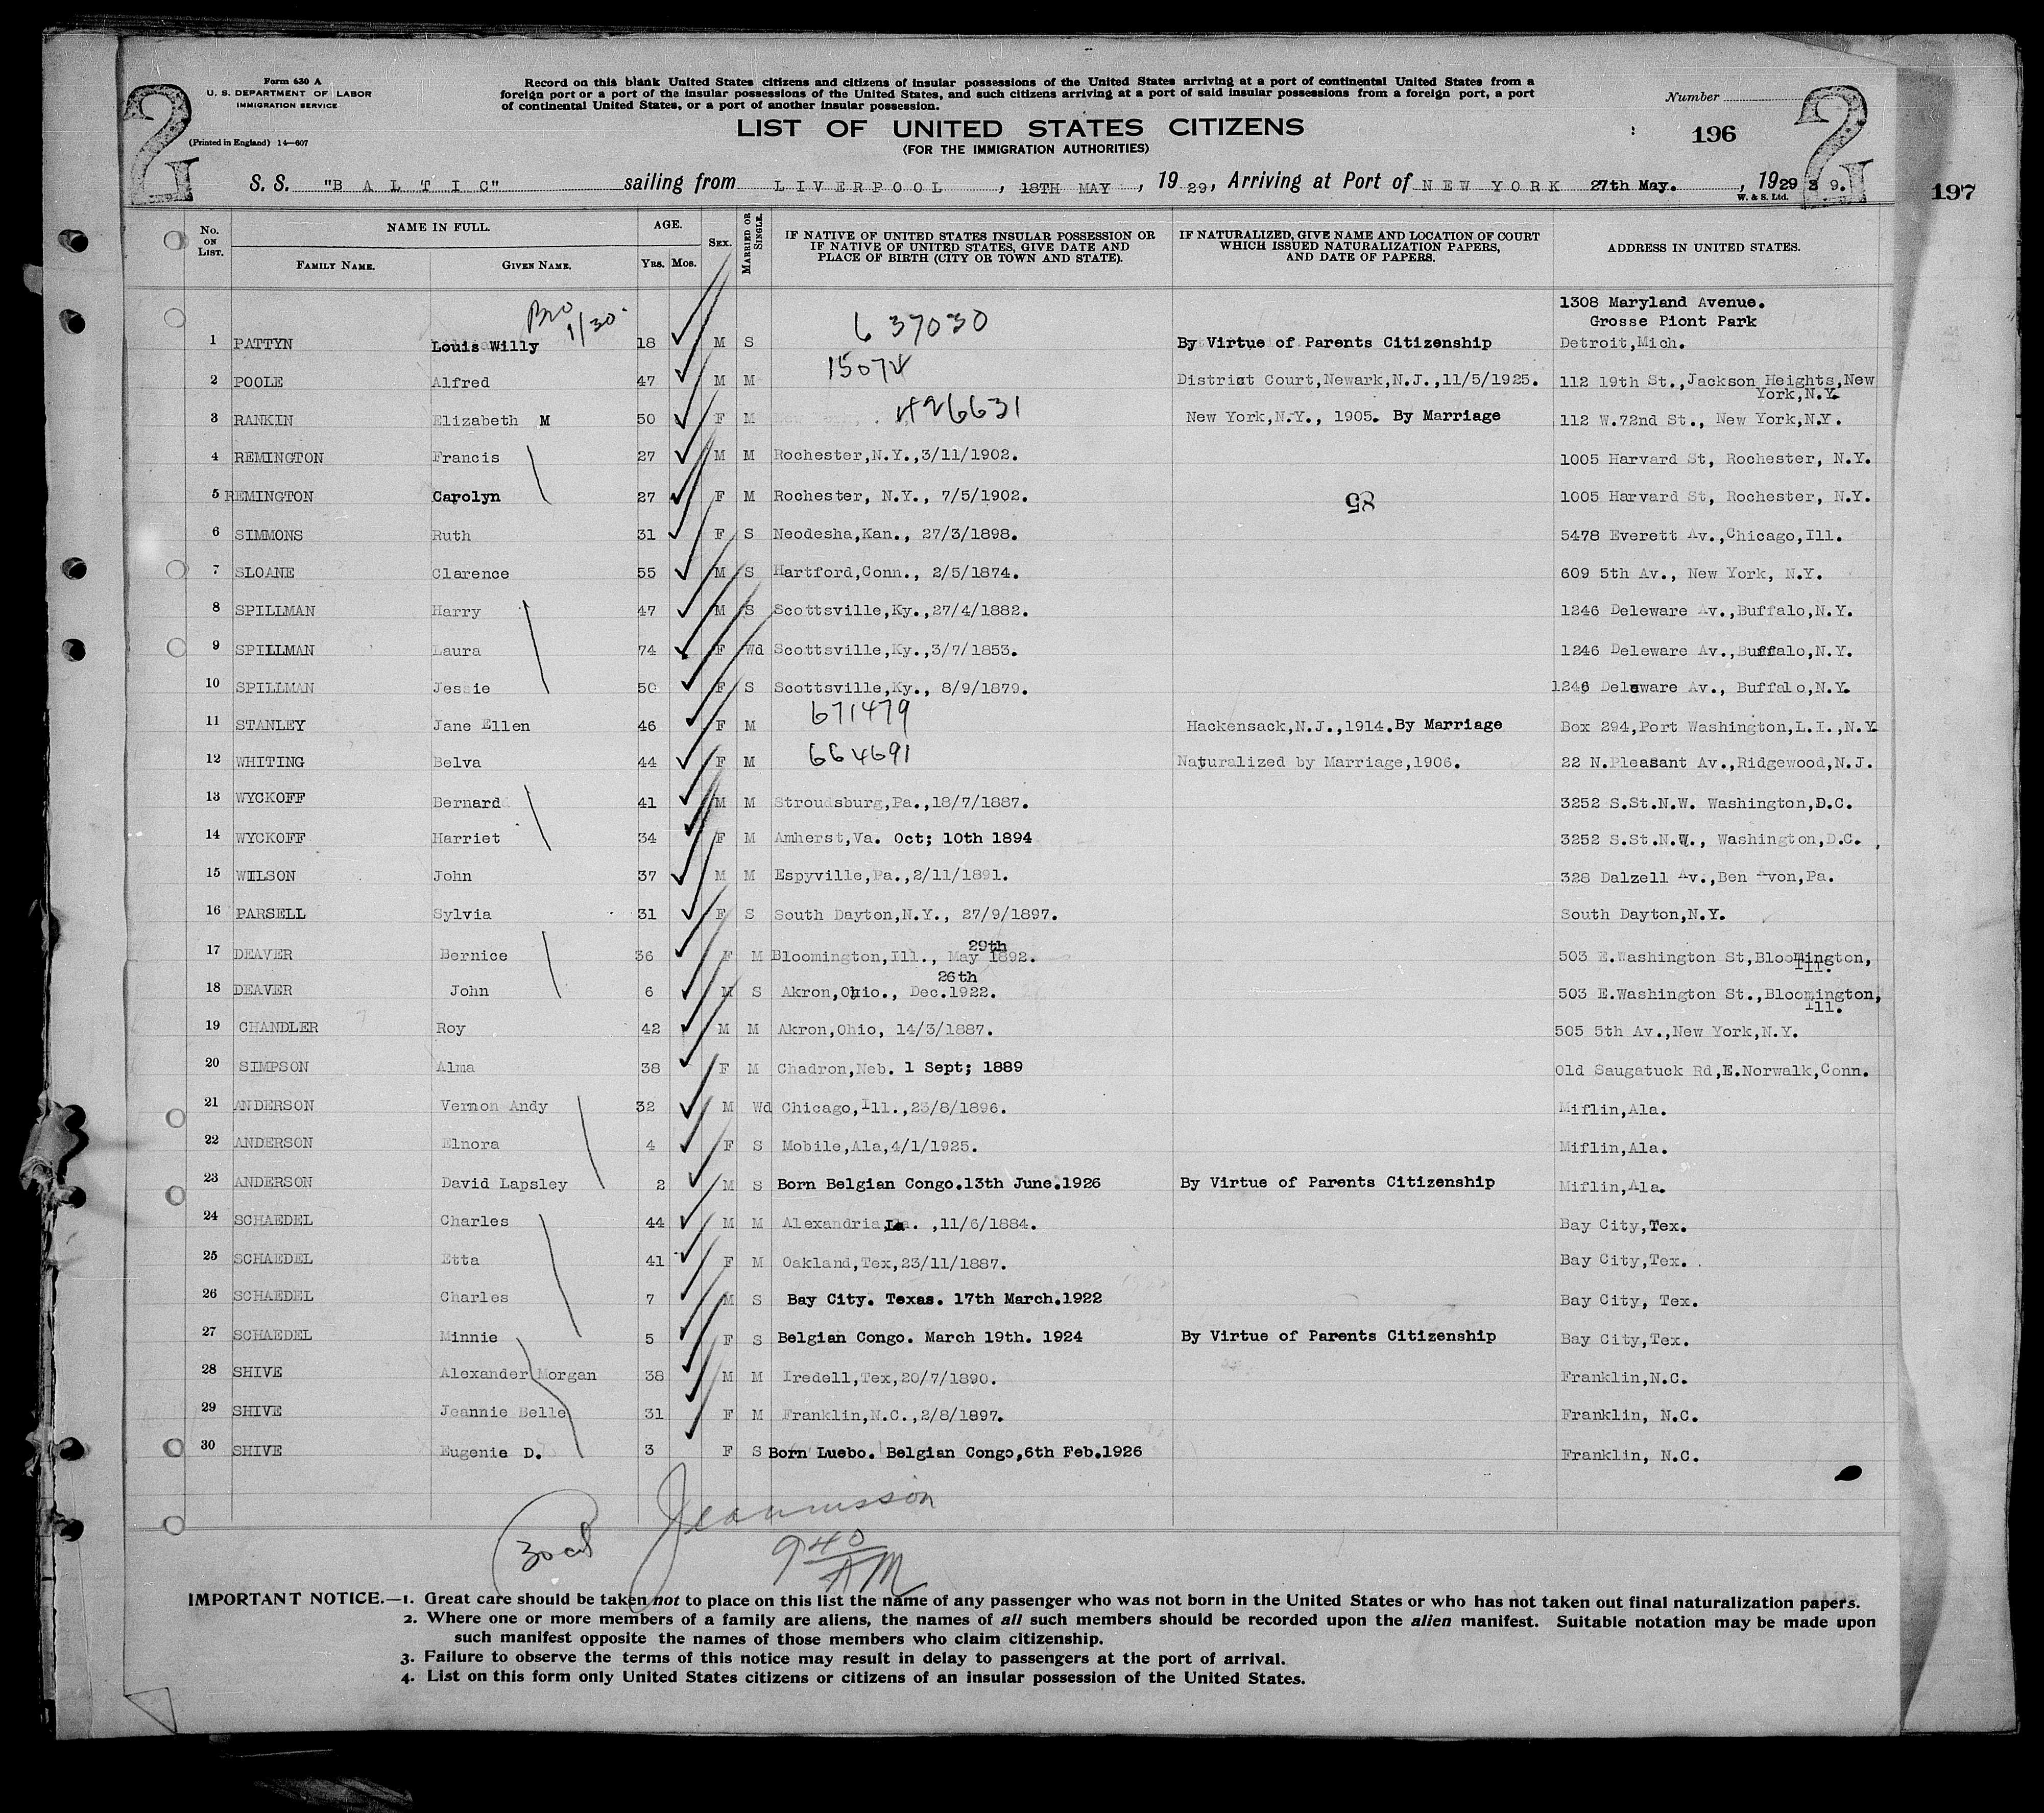 Form 630 A
U. S. DEPARTMENT OF LABOR
IMMIGRATION SERVICE
(Printed in England) 14—607
2
Record on this blank United States citizens and citizens of insular possessions of the United States arriving at a port of continental United States from a
foreign port or a port of the insular possessions of the United States, and such citizens arriving at a port of said insular possessions from a foreign port, a port
of continental United States, or a port of another insular possession.
LIST OF UNITED STATES CITIZENS
(FOR THE IMMIGRATION AUTHORITIES)
Number
196
2
197
S. S. "BALTIC" sailing from LIVERPOOL, 18TH MAY, 1929, Arriving at Port of NEW YORK 27th May., 1929 2 9.
W. & S. Ltd.
No. ON LIST. NAME IN FULL. FAMILY NAME. GIVEN NAME. AGE. YRS. MOS. SEX. MARRIED OR SINGLE. IF NATIVE OF UNITED STATES INSULAR POSSESSION OR IF NATIVE OF UNITED STATES, GIVE DATE AND PLACE OF BIRTH (CITY OR TOWN AND STATE). IF NATURALIZED, GIVE NAME AND LOCATION OF COURT WHICH ISSUED NATURALIZATION PAPERS, AND DATE OF PAPERS. ADDRESS IN UNITED STATES.
1308 Maryland Avenue.
Grosse Piont Park
1 PATTYN Louis Willy 1/30. 18 M S 637030 By Virtue of Parents Citizenship Detroit,Mich.
2 POOLE Alfred 47 M M 15074 District Court,Newark,N.J.,11/5/1925. 112 19th St.,Jackson Heights,New
York,N.Y.
3 RANKIN Elizabeth M 50 F M 426631 New York,N.Y., 1905. By Marriage 112 W.72nd St., New York,N.Y.
4 REMINGTON Francis 27 M M Rochester,N.Y.,3/11/1902. 1005 Harvard St, Rochester, N.Y.
5 REMINGTON Carolyn 27 F M Rochester, N.Y., 7/5/1902. 85 1005 Harvard St, Rochester, N.Y.
6 SIMMONS Ruth 31 F S Neodesha,Kan., 27/3/1898. 5478 Everett Av.,Chicago,Ill.
7 SLOANE Clarence 55 M S Hartford,Conn., 2/5/1874. 609 5th Av., New York, N.Y.
8 SPILLMAN Harry 47 M S Scottsville,Ky.,27/4/1882. 1246 Deleware Av.,Buffalo,N.Y.
9 SPILLMAN Laura 74 F Wd Scottsville,Ky.,3/7/1853. 1246 Deleware Av.,Buffalo,N.Y.
10 SPILLMAN Jessie 50 F S Scottsville,Ky., 8/9/1879. 1246 Delaware Av., Buffalo,N.Y.
11 STANLEY Jane Ellen 46 F M 671479 Hackensack,N.J.,1914.By Marriage Box 294,Port Washington,L.I.,N.Y.
12 WHITING Belva 44 F M 664691 Naturalized by Marriage,1906. 22 N.Pleasant Av.,Ridgewood,N.J.
13 WYCKOFF Bernard 41 M M Stroudsburg,Pa.,18/7/1887. 3252 S.St.N.W. Washington,D.C.
14 WYCKOFF Harriet 34 F M Amherst,Va. Oct; 10th 1894 3252 S.St.N.W., Washington,D.C.
15 WILSON John 37 M M Espyville,Pa.,2/11/1891. 328 Dalzell Av.,Ben Avon,Pa.
16 PARSELL Sylvia 31 F S South Dayton,N.Y., 27/9/1897. South Dayton,N.Y.
17 DEAVER Bernice 36 F M Bloomington,Ill., May 29th 1892. 503 E.Washington St,Bloomington,
Ill.
18 DEAVER John 6 M S Akron,Ohio., Dec. 26th 1922. 503 E.Washington St.,Bloomington,
Ill.
19 CHANDLER Roy 42 M M Akron,Ohio, 14/3/1887. 505 5th Av.,New York,N.Y.
20 SIMPSON Alma 38 F M Chadron,Neb. 1 Sept; 1889 Old Saugatuck Rd,E.Norwalk,Conn.
21 ANDERSON Vernon Andy 32 M Wd Chicago,Ill.,23/8/1896. Miflin,Ala.
22 ANDERSON Elnora 4 F S Mobile,Ala,4/1/1925. Miflin,Ala.
23 ANDERSON David Lapsley 2 M S Born Belgian Congo.13th June.1926 By Virtue of Parents Citizenship Miflin,Ala.
24 SCHAEDEL Charles 44 M M Alexandria,La. ,11/6/1884. Bay City,Tex.
25 SCHAEDEL Etta 41 F M Oakland,Tex,23/11/1887. Bay City,Tex.
26 SCHAEDEL Charles 7 M S Bay City. Texas. 17th March.1922 Bay City, Tex.
27 SCHAEDEL Minnie 5 F S Belgian Congo. March 19th. 1924 By Virtue of Parents Citizenship Bay City,Tex.
28 SHIVE Alexander Morgan 38 M M Iredell,Tex,20/7/1890. Franklin,N.C.
29 SHIVE Jeannie Belle 31 F M Franklin,N.C.,2/8/1897. Franklin, N.C.
30 SHIVE Eugenie D. 3 F S Born Luebo. Belgian Congo,6th Feb.1926 Franklin, N.C.
9 40 AM
IMPORTANT NOTICE.—1. Great care should be taken not to place on this list the name of any passenger who was not born in the United States or who has not taken out final naturalization papers.
2. Where one or more members of a family are aliens, the names of all such members should be recorded upon the alien manifest. Suitable notation may be made upon
such manifest opposite the names of those members who claim citizenship.
3. Failure to observe the terms of this notice may result in delay to passengers at the port of arrival.
4. List on this form only United States citizens or citizens of an insular possession of the United States.